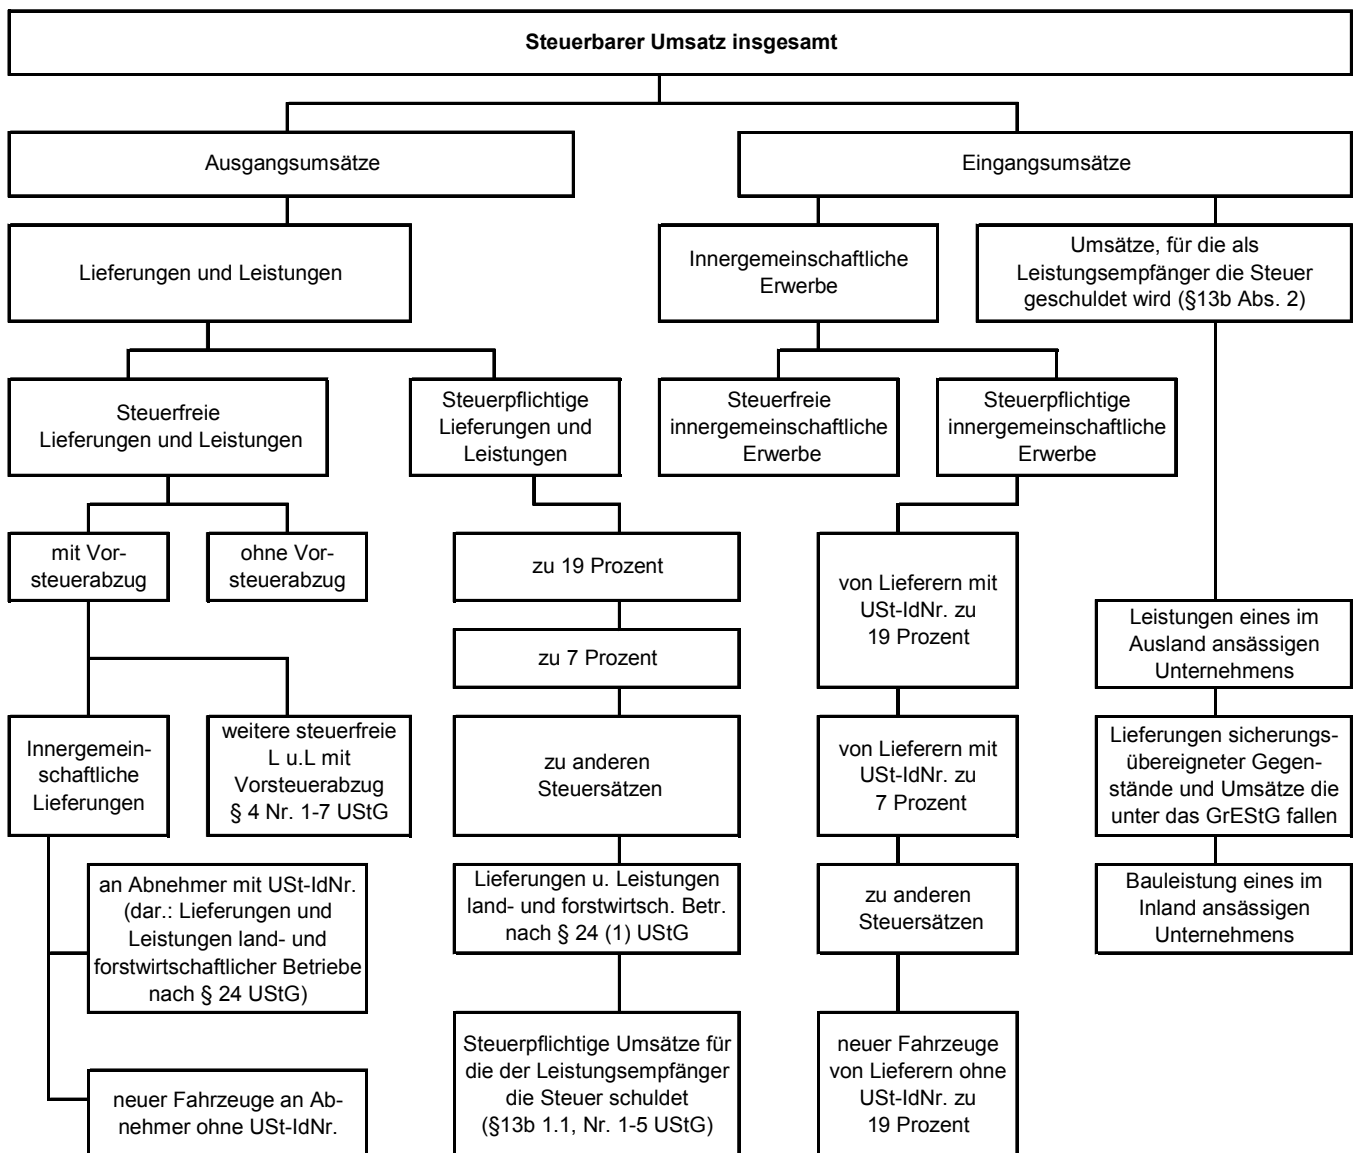 Steuerbarer Umsatz insgesamt
Ausgangsumsätze
Eingangsumsätze
Lieferungen und Leistungen
Innergemeinschaftliche
Erwerbe
Umsätze, für die als
Leistungsempfänger die Steuer
geschuldet wird (§13b Abs. 2)
Steuerfreie
Lieferungen und Leistungen
Steuerpflichtige
Lieferungen und
Leistungen
Steuerfreie
innergemeinschaftliche
Erwerbe
Steuerpflichtige
innergemeinschaftliche
Erwerbe
mit Vor-
steuerabzug
ohne Vor-
steuerabzug
zu 19 Prozent
von Lieferern mit
USt-IdNr. zu
19 Prozent
Leistungen eines im
Ausland ansässigen
Unternehmens
zu 7 Prozent
Innergemein-
schaftliche
Lieferungen
weitere steuerfreie
L u.L mit
Vorsteuerabzug
§ 4 Nr. 1-7 UStG
zu anderen
Steuersätzen
von Lieferern mit
USt-IdNr. zu
7 Prozent
Lieferungen sicherungs-
übereigneter Gegen-
stände und Umsätze die
unter das GrEStG fallen
an Abnehmer mit USt-IdNr.
(dar.: Lieferungen und
Leistungen land- und
forstwirtschaftlicher Betriebe
nach § 24 UStG)
Lieferungen u. Leistungen
land- und forstwirtsch. Betr.
nach § 24 (1) UStG
zu anderen
Steuersätzen
Bauleistung eines im
Inland ansässigen
Unternehmens
neuer Fahrzeuge an Ab-
nehmer ohne USt-IdNr.
Steuerpflichtige Umsätze für
die der Leistungsempfänger
die Steuer schuldet
(§13b 1.1, Nr. 1-5 UStG)
neuer Fahrzeuge
von Lieferern ohne
USt-IdNr. zu
19 Prozent